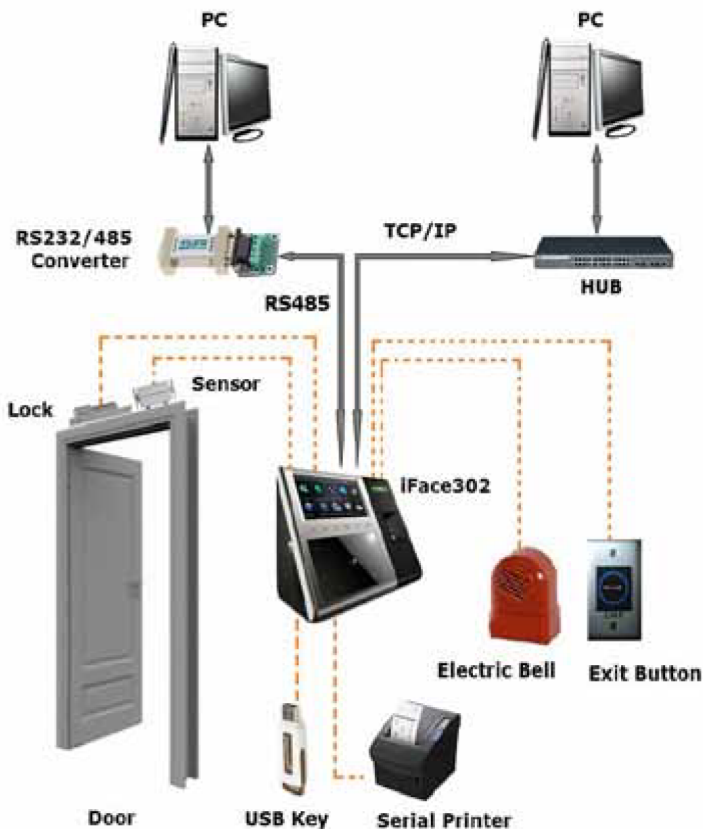 PC
PC
RS232/485
Converter
TCP/IP
HUB
RS485
Sensor
Lock
iFace302
Electric Bell
Exit Button
Door
USB Key
Serial Printer